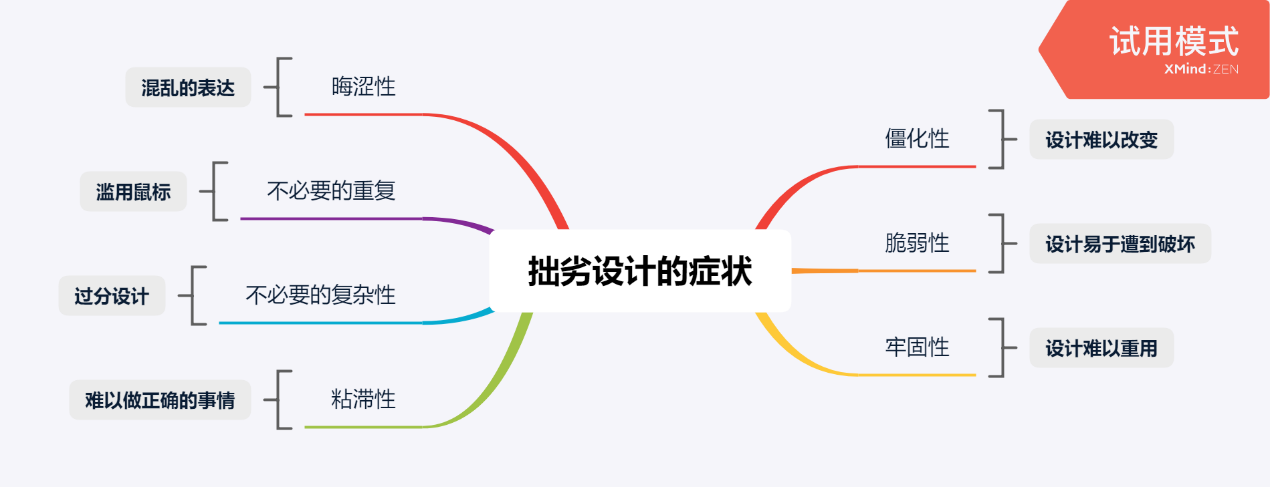 试用模式
XMind:ZEN
拙劣设计的症状
僵化性
设计难以改变
脆弱性
设计易于遭到破坏
牢固性
设计难以重用
粘滞性
难以做正确的事情
不必要的复杂性
过分设计
不必要的重复
滥用鼠标
晦涩性
混乱的表达